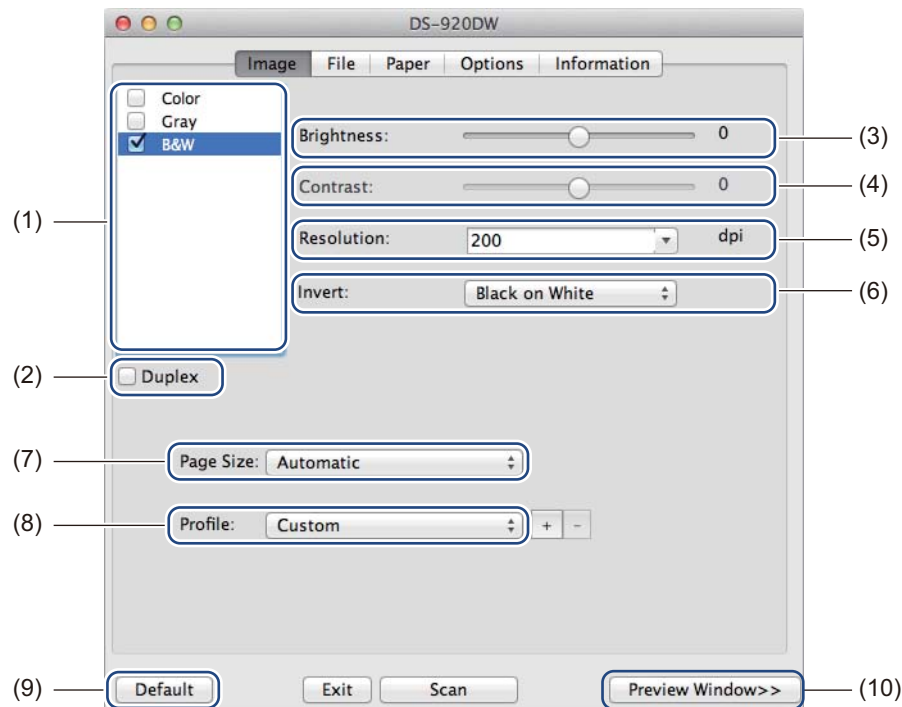 DS-920DW
Image File Paper Options Information
Color
Gray
B&W
Brightness: 0
(3)
Contrast: 0
(4)
(1)
Resolution: 200 dpi
(5)
Invert: Black on White
(6)
(2)
Duplex
(7)
Page Size: Automatic
(8)
Profile: Custom + -
(9)
Default Exit Scan Preview Window>>
(10)